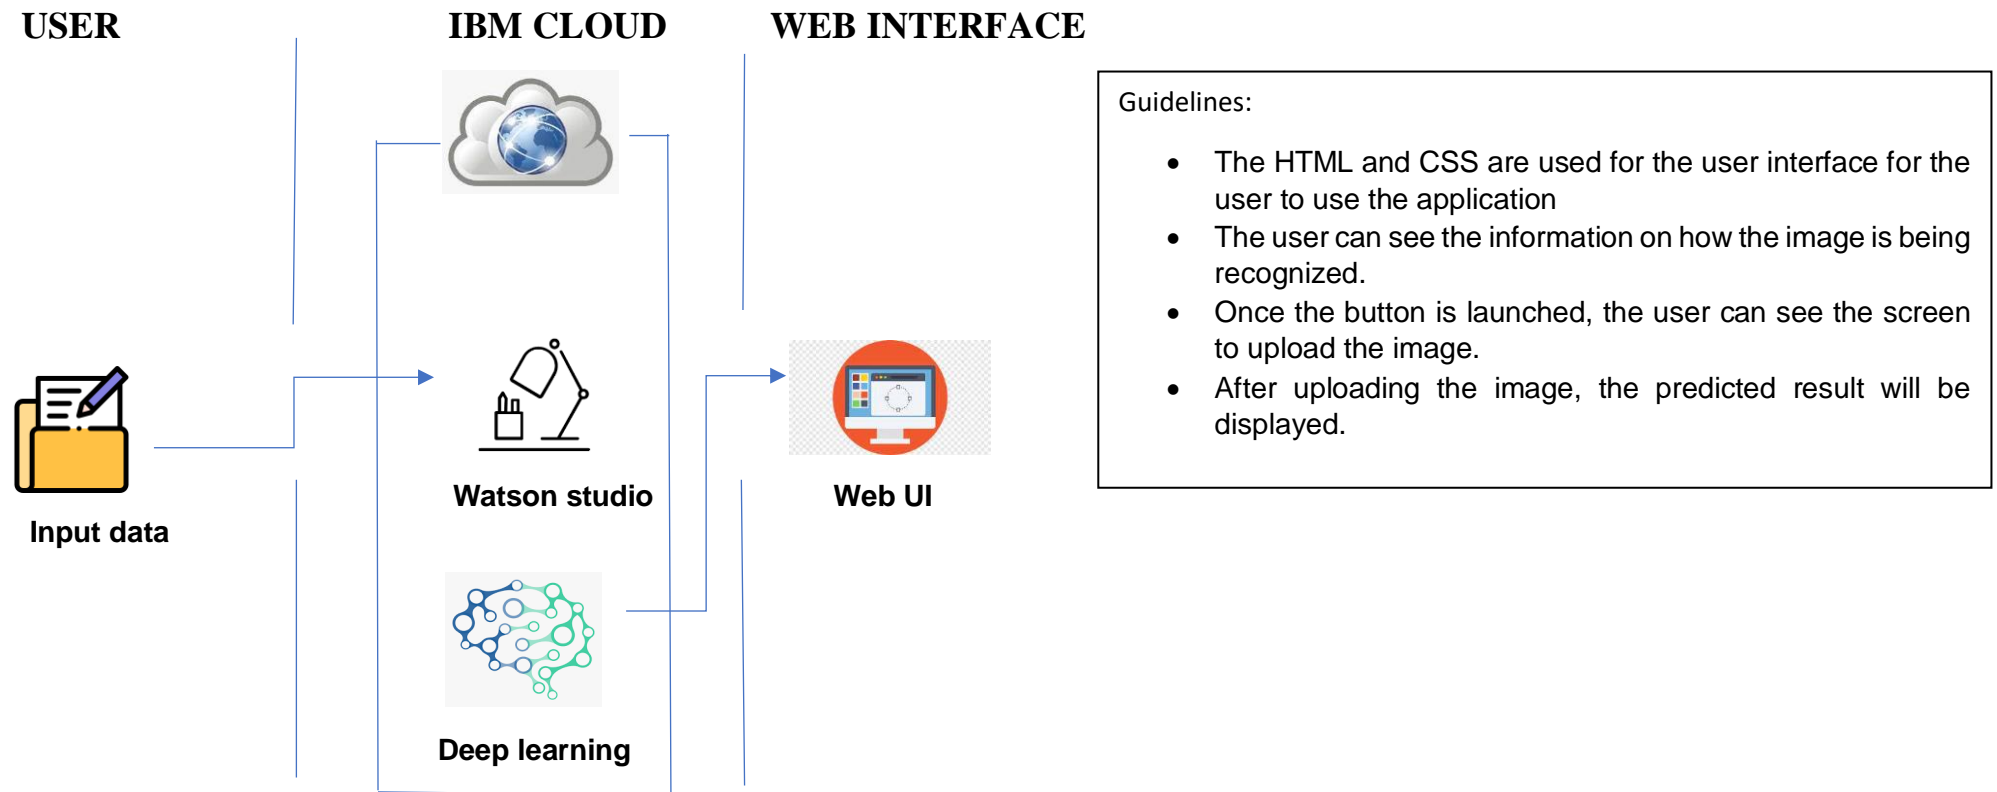 USER
IBM CLOUD
WEB INTERFACE
Guidelines:
• The HTML and CSS are used for the user interface for the
user to use the application
• The user can see the information on how the image is being
recognized.
• Once the button is launched, the user can see the screen
to upload the image.
• After uploading the image, the predicted result will be
displayed.
Input data
Watson studio
Web UI
Deep learning